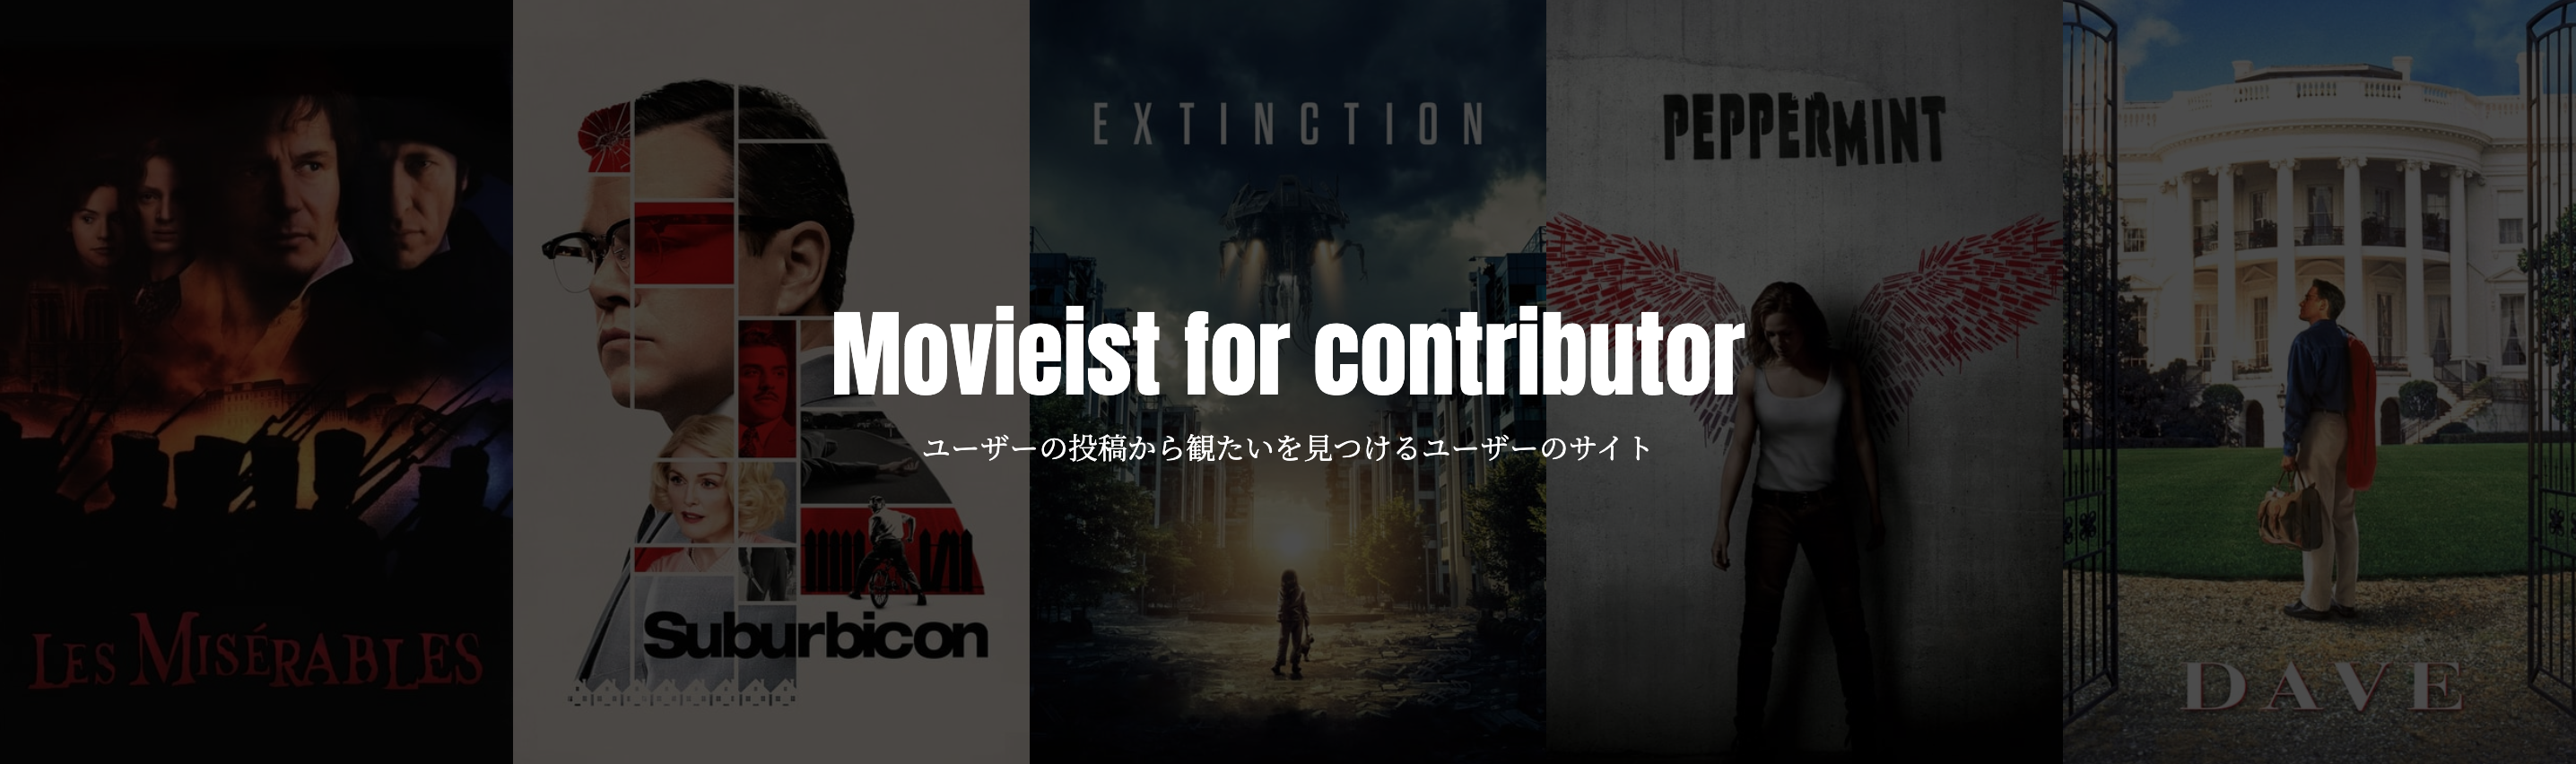 EXTINCTION
PEPPERMINT
Movieist for contributor
ユーザーの投稿から観たいを見つけるユーザーのサイト
LES MISÉRABLES
Suburbicon
DAVE